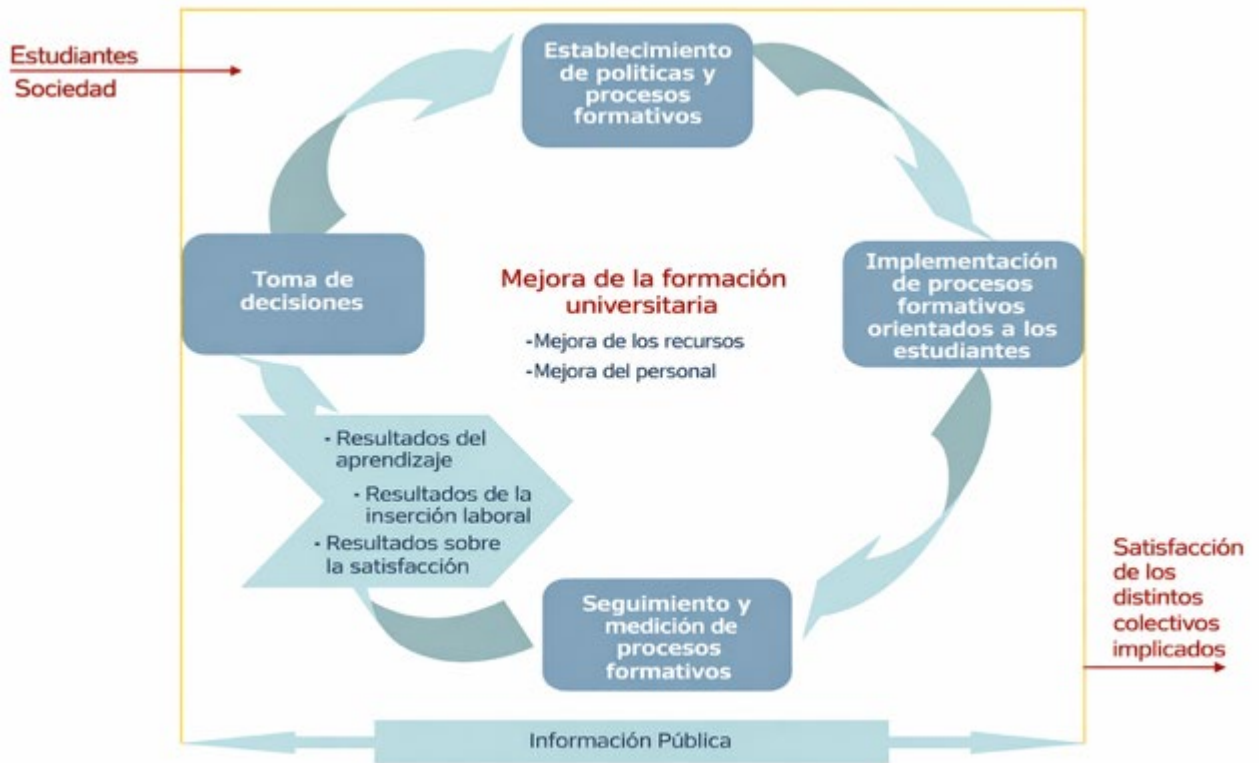 Estudiantes
Sociedad
Establecimiento
de politicas y
procesos
formativos
Toma de
decisiones
Mejora de la formación
universitaria
-Mejora de los recursos
-Mejora del personal
Implementación
de procesos
formativos
orientados a los
estudiantes
- Resultados del
aprendizaje
- Resultados de la
inserción laboral
- Resultados sobre
la satisfacción
Seguimiento y
medición de
procesos
formativos
Satisfacción
de los
distintos
colectivos
implicados
Información Pública